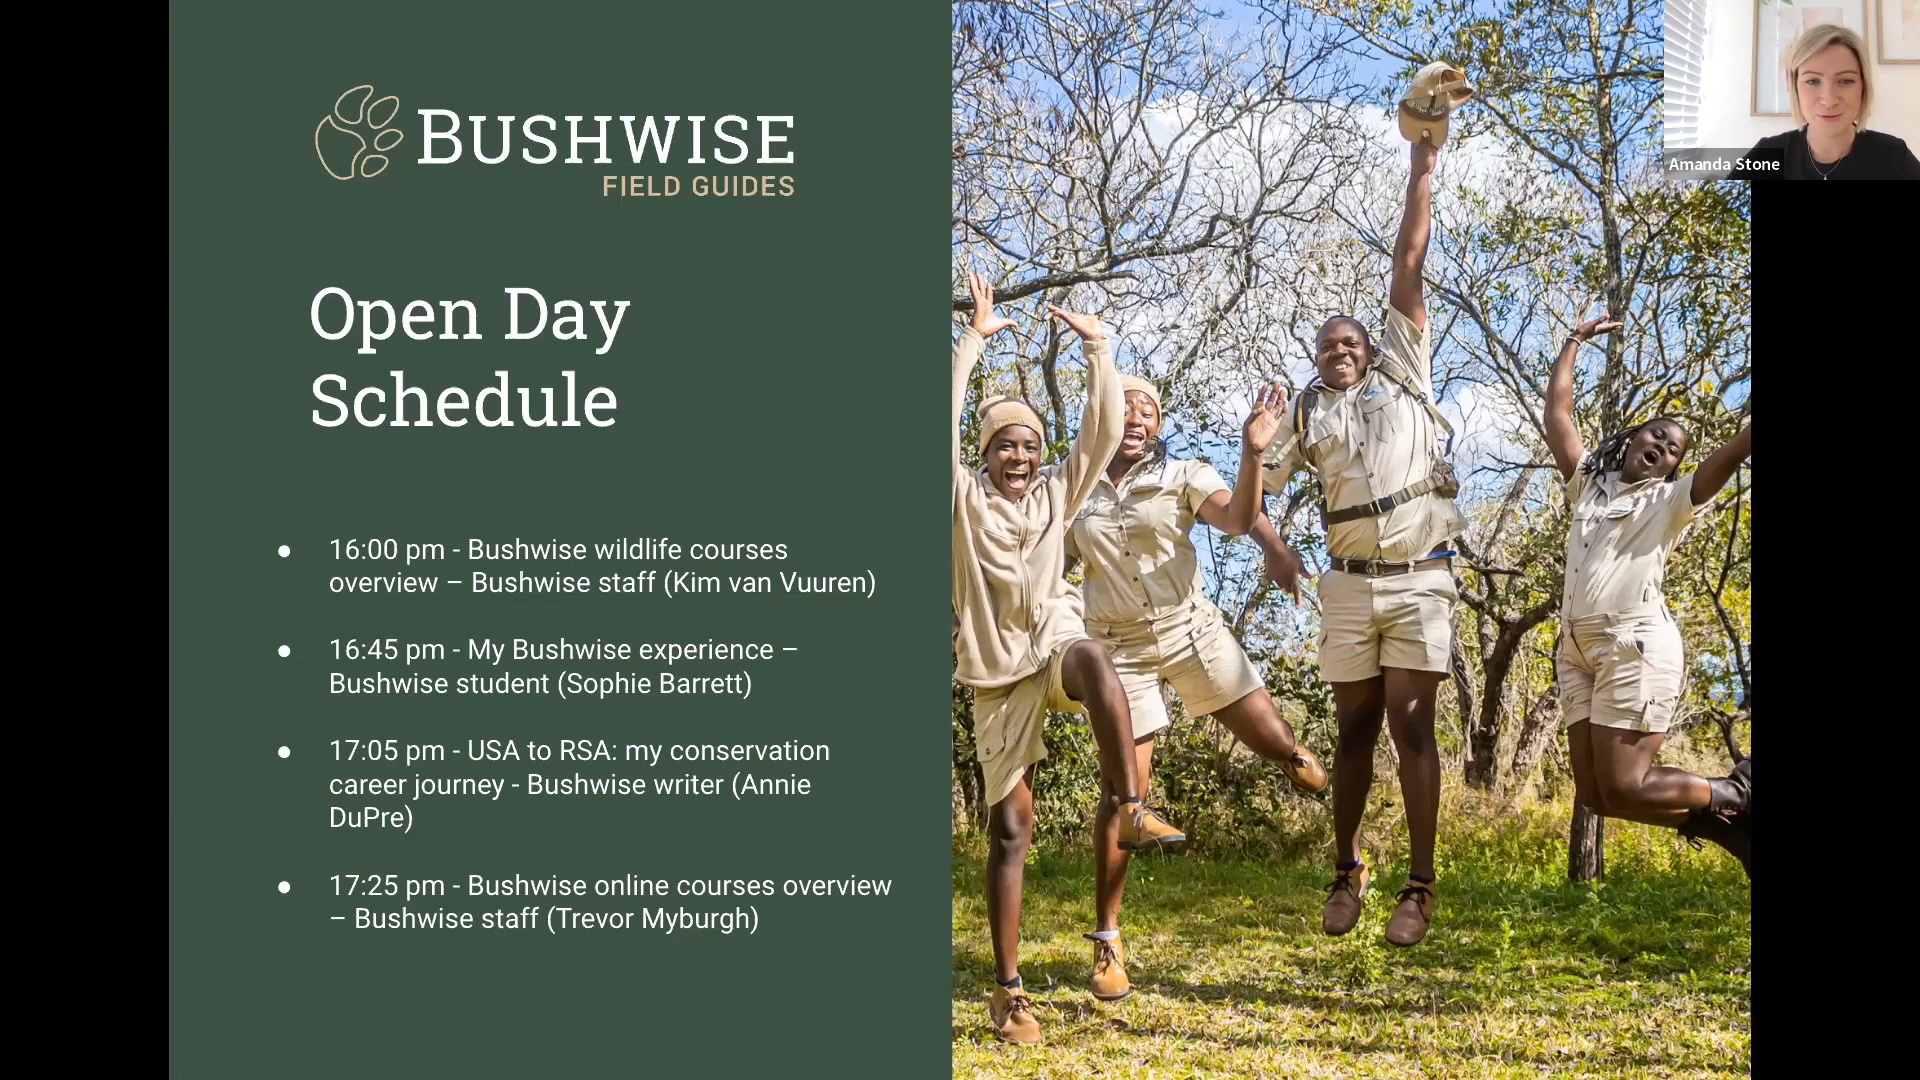 BUSHWISE
FIELD GUIDES
Open Day
Schedule
● 16:00 pm - Bushwise wildlife courses
overview – Bushwise staff (Kim van Vuuren)
● 16:45 pm - My Bushwise experience –
Bushwise student (Sophie Barrett)
● 17:05 pm - USA to RSA: my conservation
career journey - Bushwise writer (Annie
DuPre)
● 17:25 pm - Bushwise online courses overview
– Bushwise staff (Trevor Myburgh)
Amanda Stone